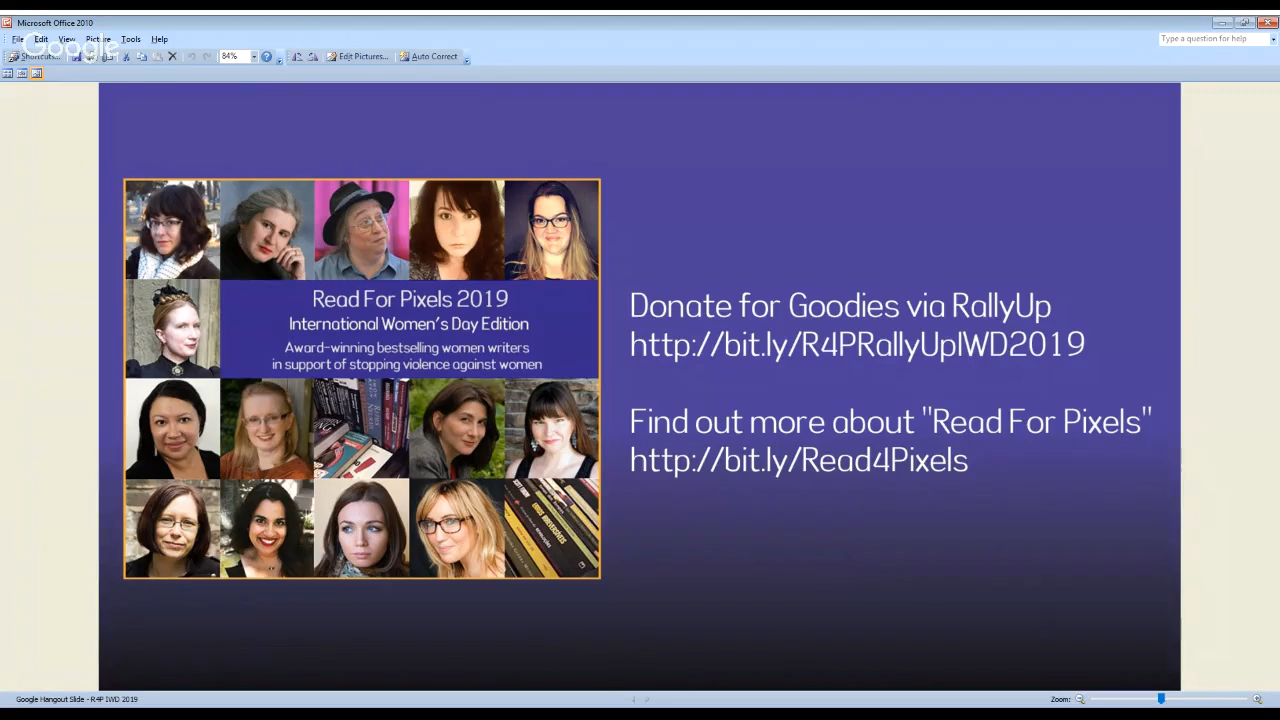 Microsoft Office 2010
File Edit View Picture Tools Help
Type a question for help
Google
Shortcuts...
84%
Edit Pictures...
Auto Correct
Read For Pixels 2019
International Women's Day Edition
Award-winning bestselling women writers
in support of stopping violence against women
Donate for Goodies via RallyUp
http://bit.ly/R4PRallyUpIWD2019
Find out more about "Read For Pixels"
http://bit.ly/Read4Pixels
Google Hangout Slide - R4P IWD 2019
Zoom: